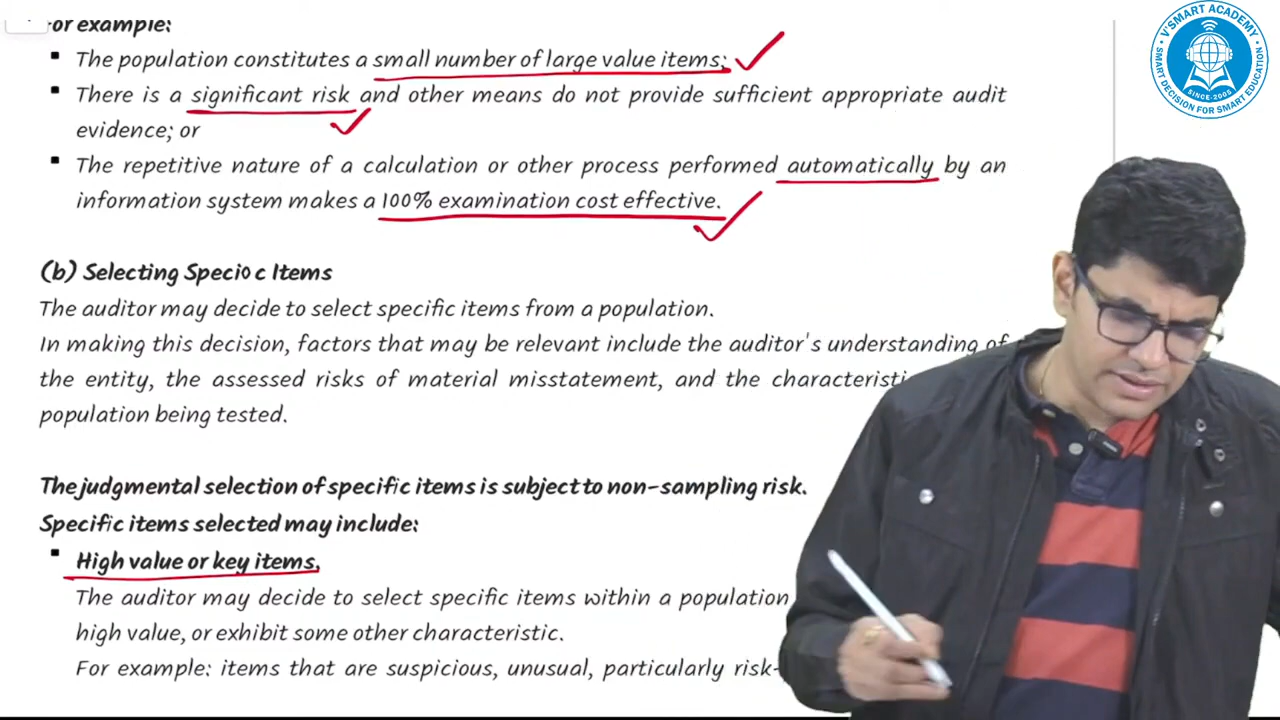 For example:
▪ The population constitutes a small number of large value items;
▪ There is a significant risk and other means do not provide sufficient appropriate audit
evidence; or
▪ The repetitive nature of a calculation or other process performed automatically by an
information system makes a 100% examination cost effective.
(b) Selecting Specio c Items
The auditor may decide to select specific items from a population.
In making this decision, factors that may be relevant include the auditor's understanding of
the entity, the assessed risks of material misstatement, and the
population being tested.
The judgmental selection of specific items is subject to non-sampling risk.
Specific items selected may include:
▪ High value or key items.
The auditor may decide to select specific items within a population
high value, or exhibit some other characteristic.
For example: items that are suspicious, unusual, particularly risk-
V'SMART ACADEMY
SINCE-2005
SMART DECISION FOR SMART EDUCATION